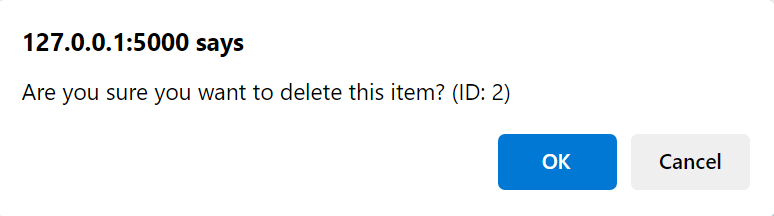 127.0.0.1:5000 says
Are you sure you want to delete this item? (ID: 2)
OK
Cancel